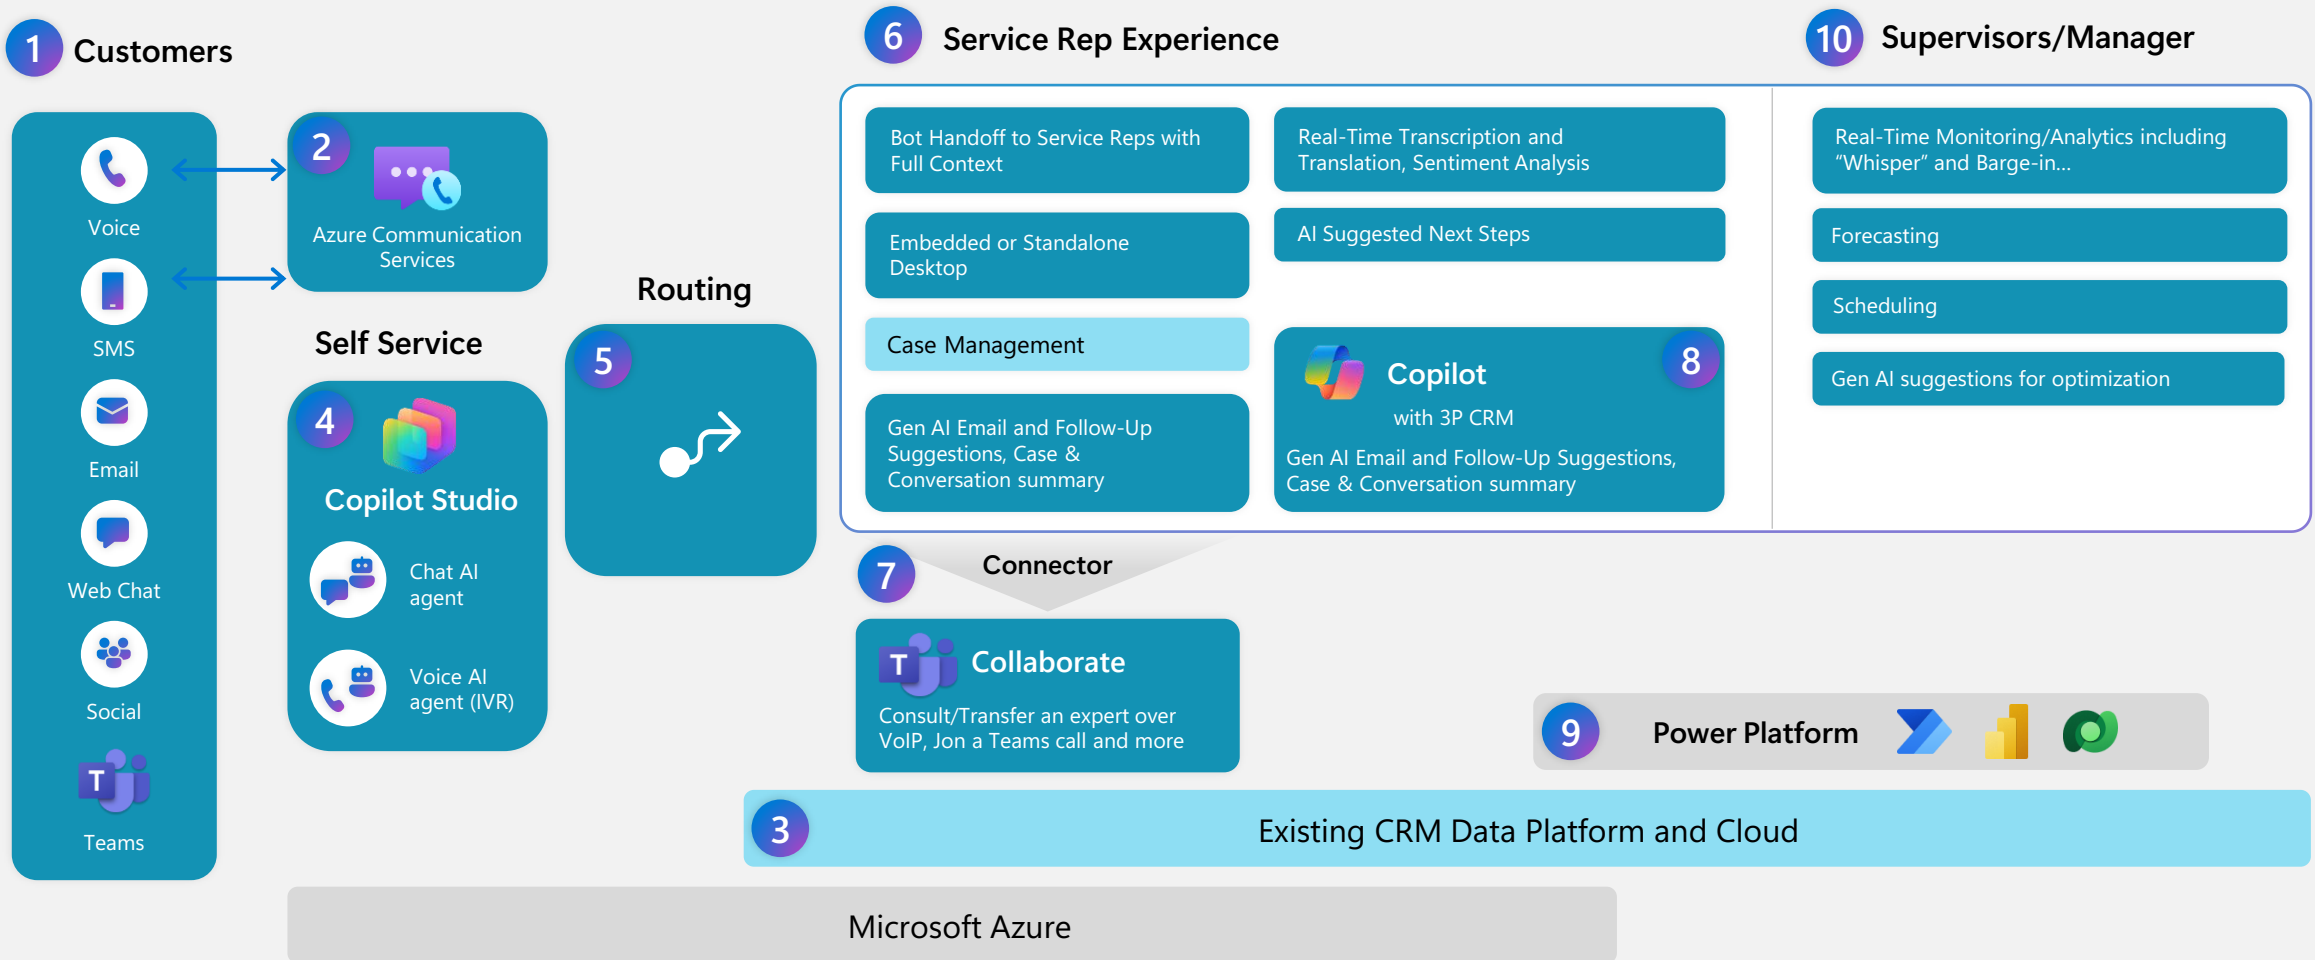 1 Customers
Voice
SMS
Email
Web Chat
Social
T
Teams
2
Azure Communication
Services
Self Service
4
Copilot Studio
Chat AI
agent
Voice AI
agent (IVR)
Routing
5
6 Service Rep Experience
Bot Handoff to Service Reps with
Full Context
Embedded or Standalone
Desktop
Case Management
Gen AI Email and Follow-Up
Suggestions, Case &
Conversation summary
Real-Time Transcription and
Translation, Sentiment Analysis
AI Suggested Next Steps
Copilot 8
with 3P CRM
Gen AI Email and Follow-Up Suggestions,
Case & Conversation summary
10 Supervisors/Manager
Real-Time Monitoring/Analytics including
“Whisper” and Barge-in...
Forecasting
Scheduling
Gen AI suggestions for optimization
7 Connector
T Collaborate
Consult/Transfer an expert over
VoIP, Jon a Teams call and more
9 Power Platform
3 Existing CRM Data Platform and Cloud
Microsoft Azure